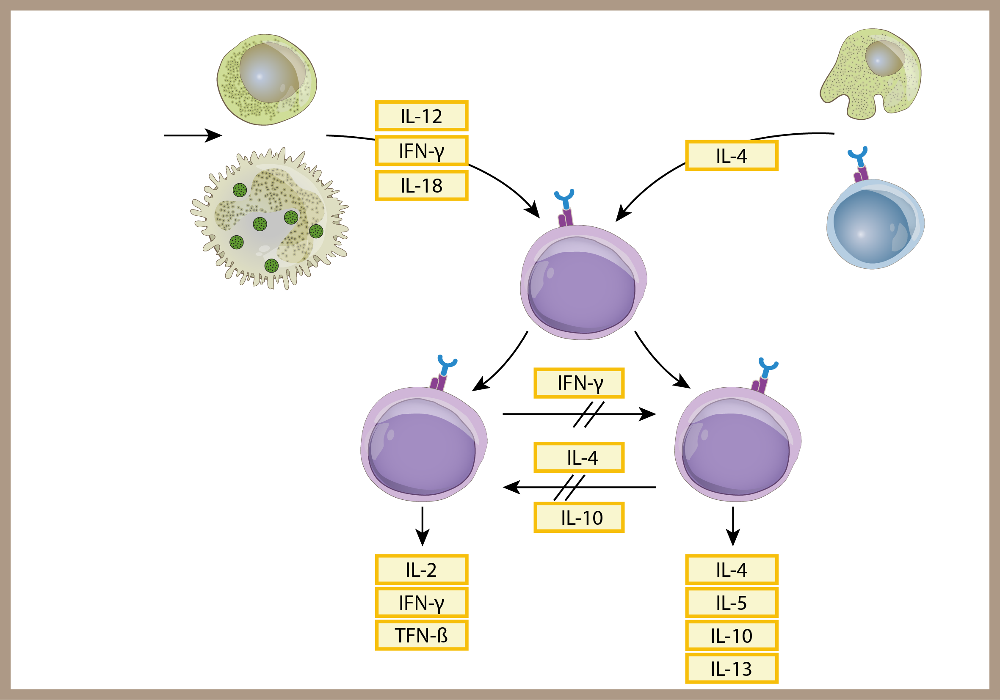 IL-12
IFN-γ
IL-18
IL-4
IFN-γ
IL-4
IL-10
IL-2
IFN-γ
TFN-ß
IL-4
IL-5
IL-10
IL-13